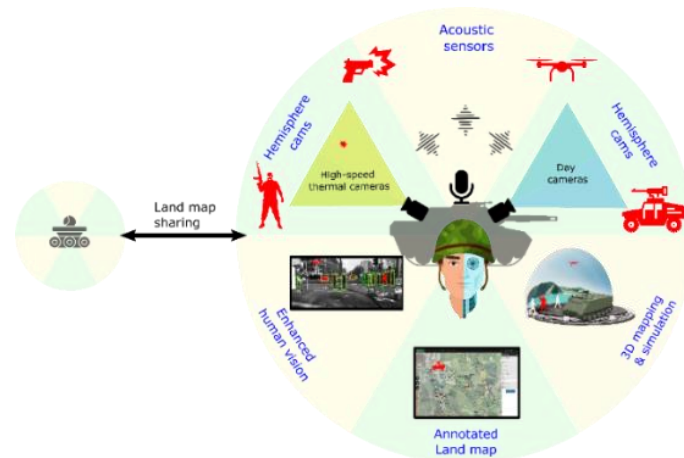 Acoustic
sensors
Hemisphere
cams
Hemisphere
cams
High-speed
thermal cameras
Day
cameras
Land map
sharing
Enhanced
human vision
3D mapping
& simulation
Annotated
Land map